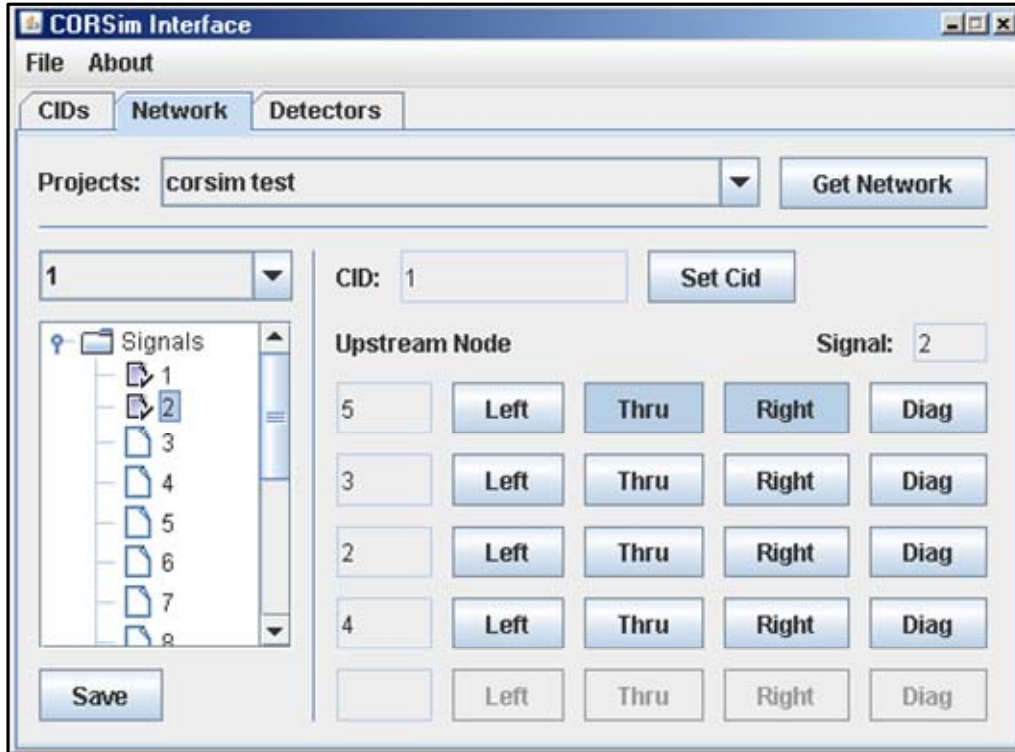 CORSim Interface
File About
CIDs Network Detectors
Projects: corsim test Get Network
1
Signals
1
2
3
4
5
6
7
8
Save
CID: 1 Set Cid
Upstream Node Signal: 2
5 Left Thru Right Diag
3 Left Thru Right Diag
2 Left Thru Right Diag
4 Left Thru Right Diag
Left Thru Right Diag